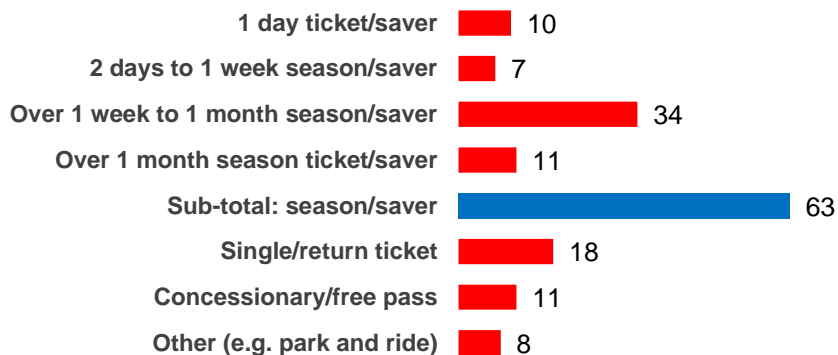 1 day ticket/saver 10
2 days to 1 week season/saver 7
Over 1 week to 1 month season/saver 34
Over 1 month season ticket/saver 11
Sub-total: season/saver 63
Single/return ticket 18
Concessionary/free pass 11
Other (e.g. park and ride) 8